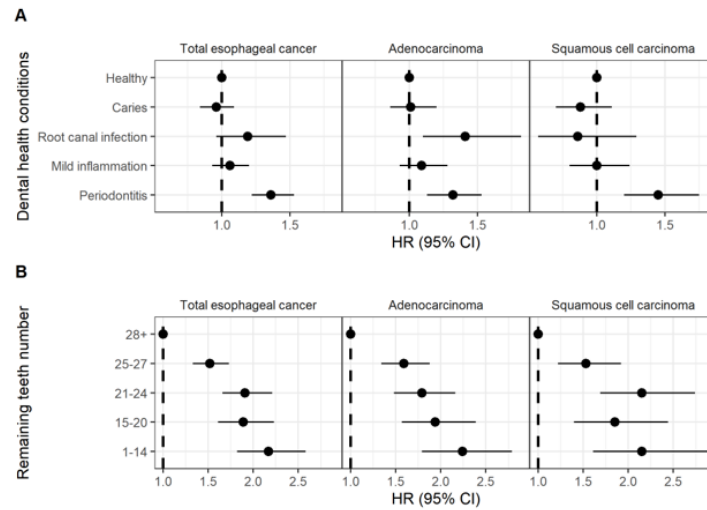 A
Total esophageal cancer
Adenocarcinoma
Squamous cell carcinoma
Dental health conditions
Healthy
Caries
Root canal infection
Mild inflammation
Periodontitis
1.0 1.5 1.0 1.5 1.0 1.5
HR (95% CI)
B
Total esophageal cancer
Adenocarcinoma
Squamous cell carcinoma
Remaining teeth number
28+
25-27
21-24
15-20
1-14
1.0 1.5 2.0 2.5 1.0 1.5 2.0 2.5 1.0 1.5 2.0 2.5
HR (95% CI)